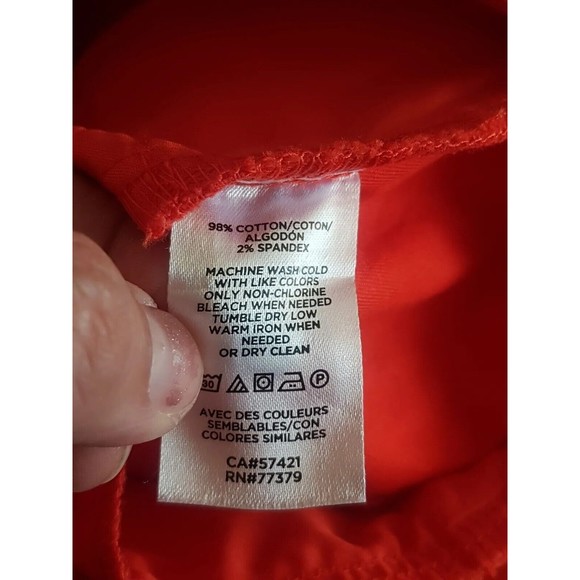 98% COTTON/COTON/
ALGODÓN
2% SPANDEX
MACHINE WASH COLD
WITH LIKE COLORS
ONLY NON-CHLORINE
BLEACH WHEN NEEDED
TUMBLE DRY LOW
WARM IRON WHEN
NEEDED
OR DRY CLEAN
30 P
AVEC DES COULEURS
SEMBLABLES/CON
COLORES SIMILARES
CA#57421
RN#77379